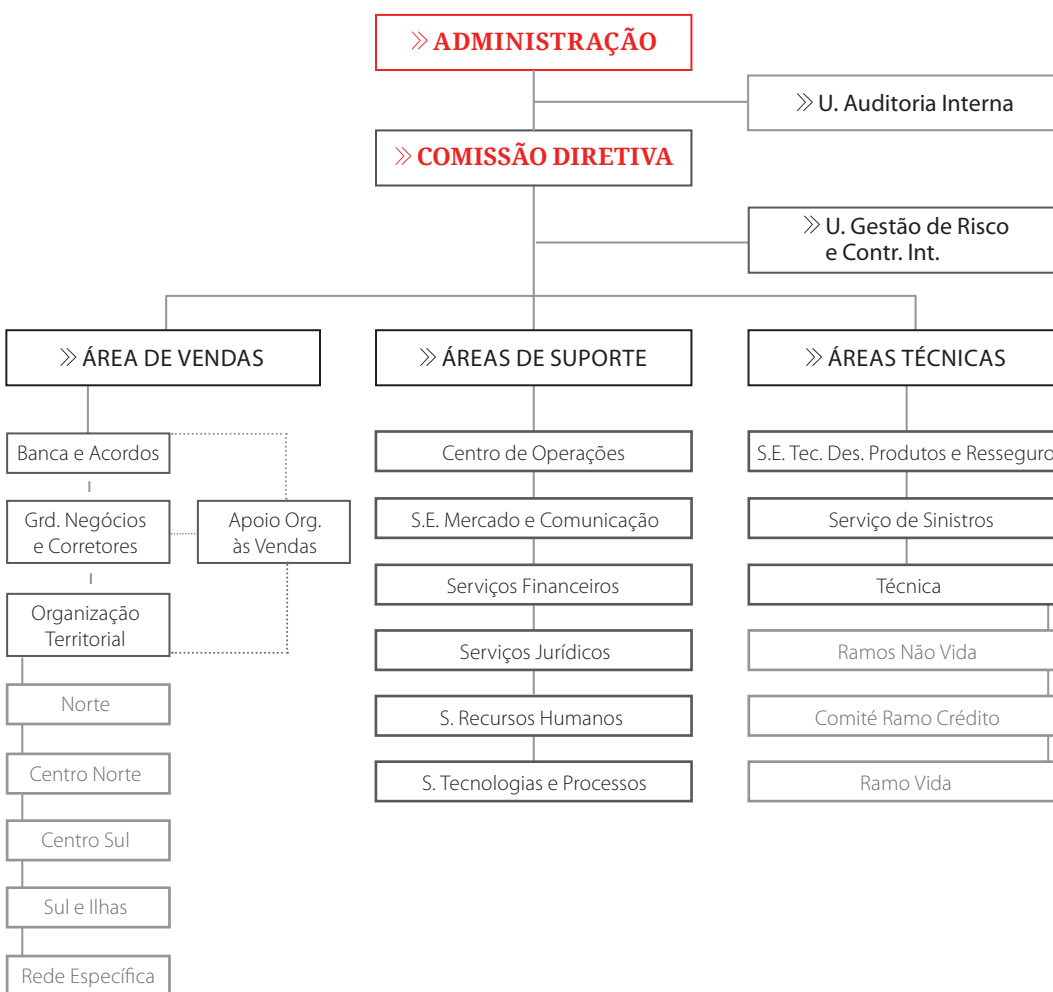 » ADMINISTRAÇÃO
» U. Auditoria Interna
» COMISSÃO DIRETIVA
» U. Gestão de Risco
e Contr. Int.
» ÁREA DE VENDAS
» ÁREAS DE SUPORTE
» ÁREAS TÉCNICAS
Banca e Acordos
Grd. Negócios
e Corretores
Apoio Org.
às Vendas
Organização
Territorial
Norte
Centro Norte
Centro Sul
Sul e Ilhas
Rede Específica
Centro de Operações
S.E. Mercado e Comunicação
Serviços Financeiros
Serviços Jurídicos
S. Recursos Humanos
S. Tecnologias e Processos
S.E. Tec. Des. Produtos e Resseguro
Serviço de Sinistros
Técnica
Ramos Não Vida
Comité Ramo Crédito
Ramo Vida